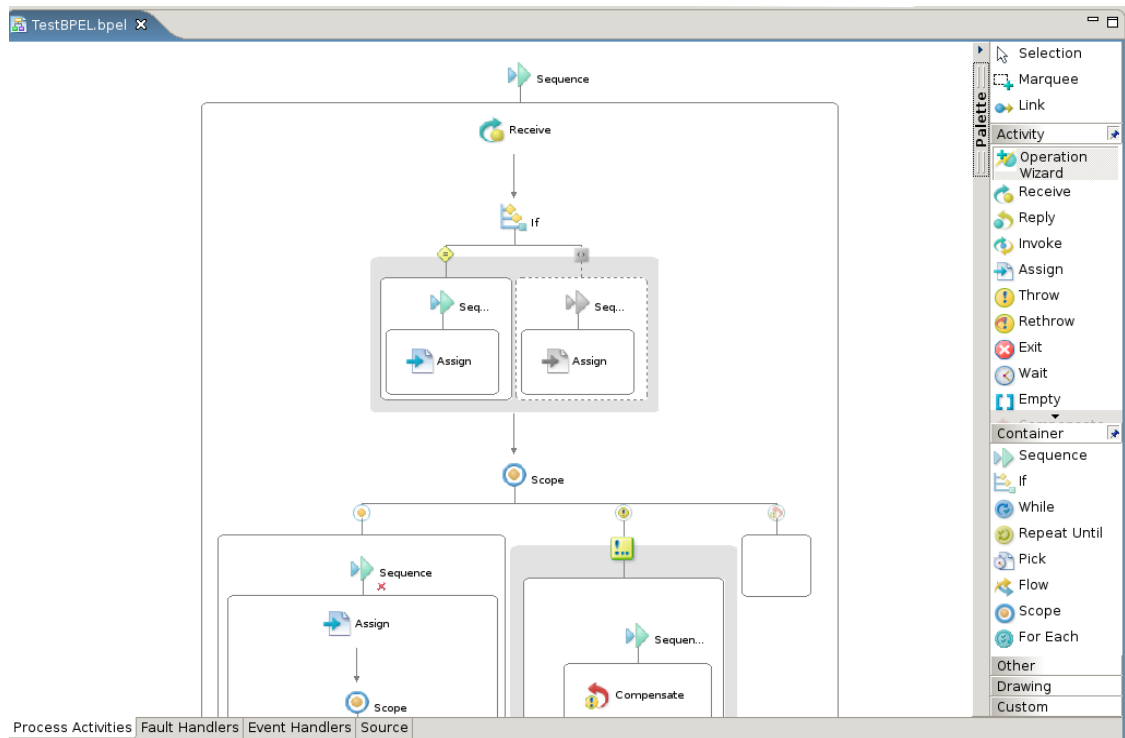 TestBPEL.bpel
Sequence
Receive
If
Seq...
Seq...
Assign
Assign
Scope
Sequence
Assign
Scope
Sequen...
Compensate
Process Activities
Fault Handlers
Event Handlers
Source
Palette
Selection
Marquee
Link
Activity
Operation
Wizard
Receive
Reply
Invoke
Assign
Throw
Rethrow
Exit
Wait
Empty
Container
Sequence
If
While
Repeat Until
Pick
Flow
Scope
For Each
Other
Drawing
Custom